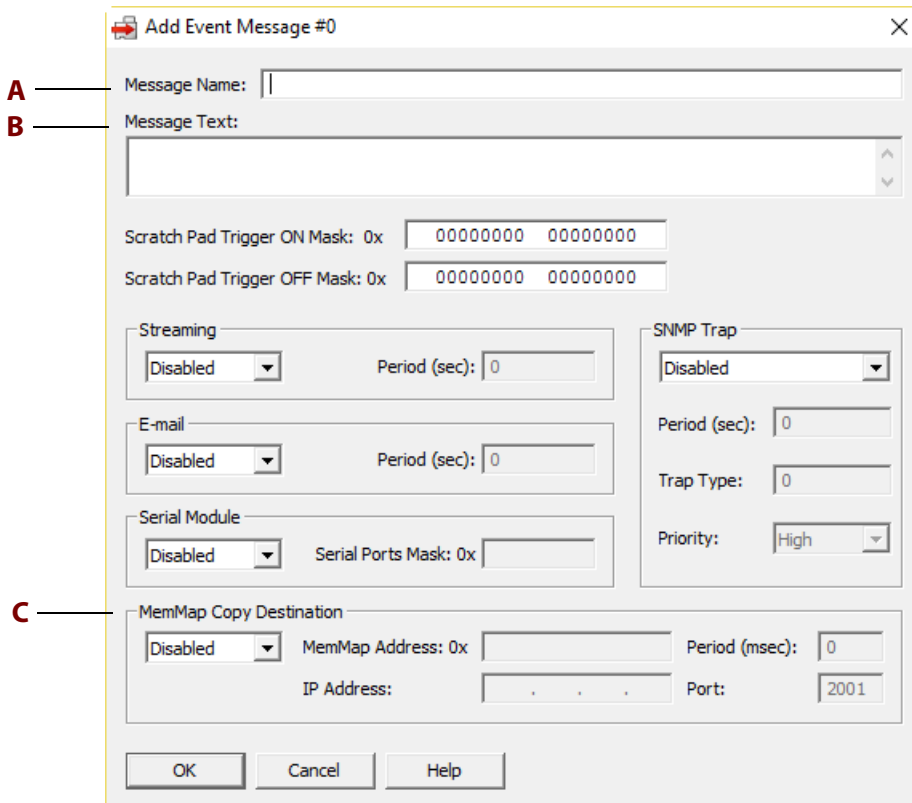 Add Event Message #0
A
Message Name:
B
Message Text:
Scratch Pad Trigger ON Mask: 0x 00000000 00000000
Scratch Pad Trigger OFF Mask: 0x 00000000 00000000
Streaming
Disabled Period (sec): 0
SNMP Trap
Disabled
Period (sec): 0
Trap Type: 0
Priority: High
E-mail
Disabled Period (sec): 0
Serial Module
Disabled Serial Ports Mask: 0x
C
MemMap Copy Destination
Disabled MemMap Address: 0x Period (msec): 0
IP Address: . . . Port: 2001
OK Cancel Help